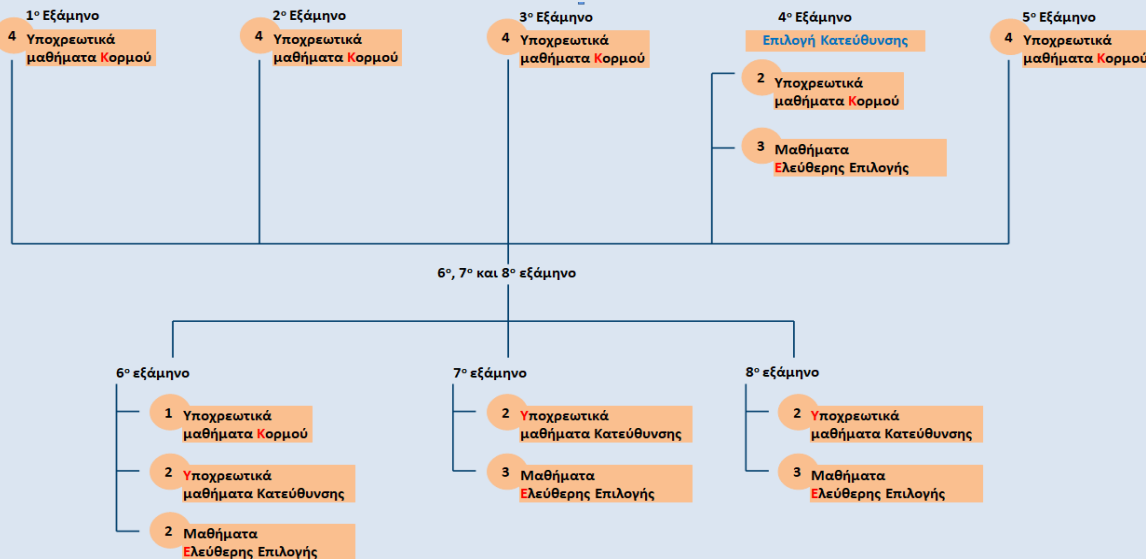 1ο Εξάμηνο
4 Υποχρεωτικά
μαθήματα Κορμού
2ο Εξάμηνο
4 Υποχρεωτικά
μαθήματα Κορμού
3ο Εξάμηνο
4 Υποχρεωτικά
μαθήματα Κορμού
4ο Εξάμηνο
Επιλογή Κατεύθυνσης
2 Υποχρεωτικά
μαθήματα Κορμού
3 Μαθήματα
Ελεύθερης Επιλογής
5ο Εξάμηνο
4 Υποχρεωτικά
μαθήματα Κορμού
6ο, 7ο και 8ο εξάμηνο
6ο εξάμηνο
1 Υποχρεωτικά
μαθήματα Κορμού
2 Υποχρεωτικά
μαθήματα Κατεύθυνσης
2 Μαθήματα
Ελεύθερης Επιλογής
7ο εξάμηνο
2 Υποχρεωτικά
μαθήματα Κατεύθυνσης
3 Μαθήματα
Ελεύθερης Επιλογής
8ο εξάμηνο
2 Υποχρεωτικά
μαθήματα Κατεύθυνσης
3 Μαθήματα
Ελεύθερης Επιλογής